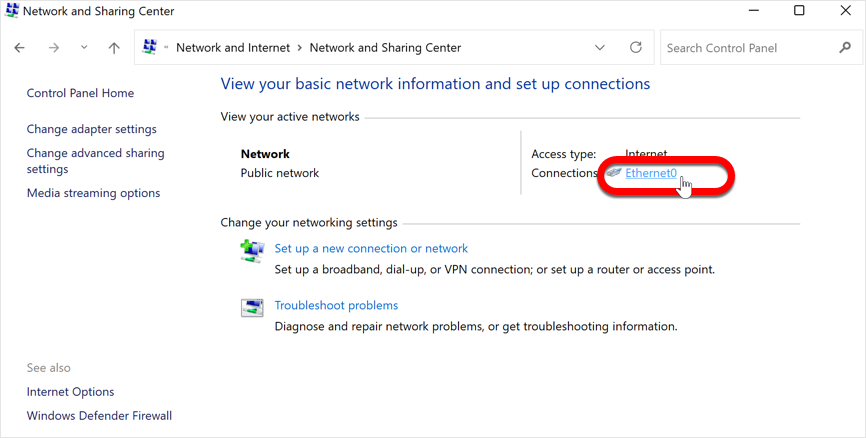 Network and Sharing Center
Network and Internet > Network and Sharing Center
Search Control Panel
Control Panel Home
Change adapter settings
Change advanced sharing
settings
Media streaming options
See also
Internet Options
Windows Defender Firewall
View your basic network information and set up connections
View your active networks
Network
Public network
Access type: Internet
Connections Ethernet0
Change your networking settings
Set up a new connection or network
Set up a broadband, dial-up, or VPN connection; or set up a router or access point.
Troubleshoot problems
Diagnose and repair network problems, or get troubleshooting information.